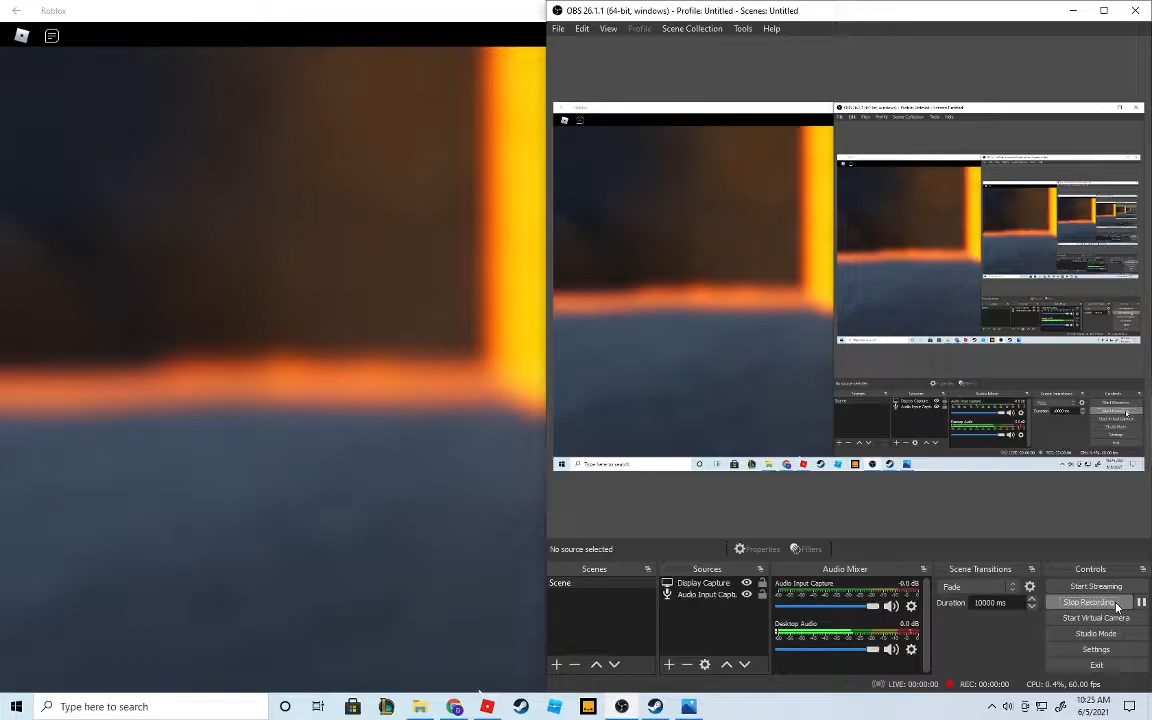 Roblox
OBS 26.1.1 (64-bit, windows) - Profile: Untitled - Scenes: Untitled
File Edit View Profile Scene Collection Tools Help
No source selected
Properties
Filters
Scenes
Sources
Audio Mixer
Scene Transitions
Controls
Scene
Display Capture
Audio Input Captu
Audio Input Capture -0.0 dB
Desktop Audio 0.0 dB
Fade
Duration 10000 ms
Start Streaming
Stop Recording
Start Virtual Camera
Studio Mode
Settings
Exit
LIVE: 00:00:00 REC: 00:00:00 CPU: 0.4%, 60.00 fps
Type here to search
10:25 AM
6/5/2021